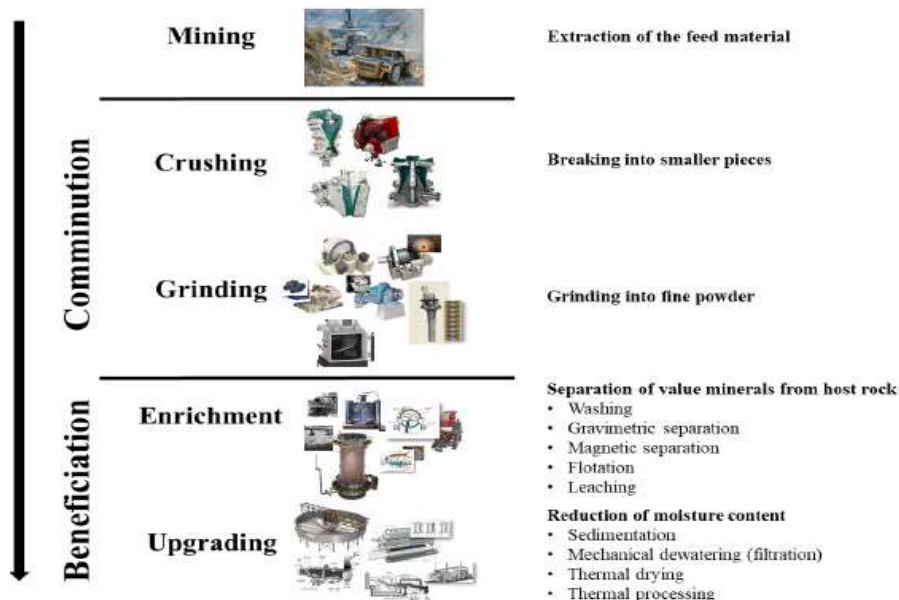 Mining
Extraction of the feed material
Comminution
Crushing
Breaking into smaller pieces
Grinding
Grinding into fine powder
Beneficiation
Enrichment
Separation of value minerals from host rock
• Washing
• Gravimetric separation
• Magnetic separation
• Flotation
• Leaching
Upgrading
Reduction of moisture content
• Sedimentation
• Mechanical dewatering (filtration)
• Thermal drying
• Thermal processing